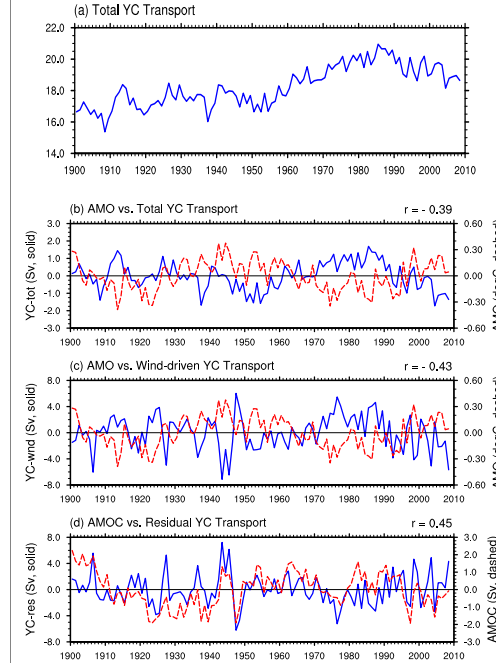 (a) Total YC Transport
22.0
20.0
18.0
16.0
14.0
1900 1910 1920 1930 1940 1950 1960 1970 1980 1990 2000 2010
(b) AMO vs. Total YC Transport r = - 0.39
YC-tot (Sv, solid)
3.0 2.0 1.0 0.0 -1.0 -2.0 -3.0
0.60 0.30 0.00 -0.30 -0.60
1900 1910 1920 1930 1940 1950 1960 1970 1980 1990 2000 2010
(c) AMO vs. Wind-driven YC Transport r = - 0.43
YC-wnd (Sv, solid)
8.0 4.0 0.0 -4.0 -8.0
0.60 0.30 0.00 -0.30 -0.60
1900 1910 1920 1930 1940 1950 1960 1970 1980 1990 2000 2010
(d) AMOC vs. Residual YC Transport r = 0.45
YC-res (Sv, solid)
8.0 4.0 0.0 -4.0 -8.0
3.0 2.0 1.0 0.0 -1.0 -2.0 -3.0
AMOC (Sv, dashed)
1900 1910 1920 1930 1940 1950 1960 1970 1980 1990 2000 2010